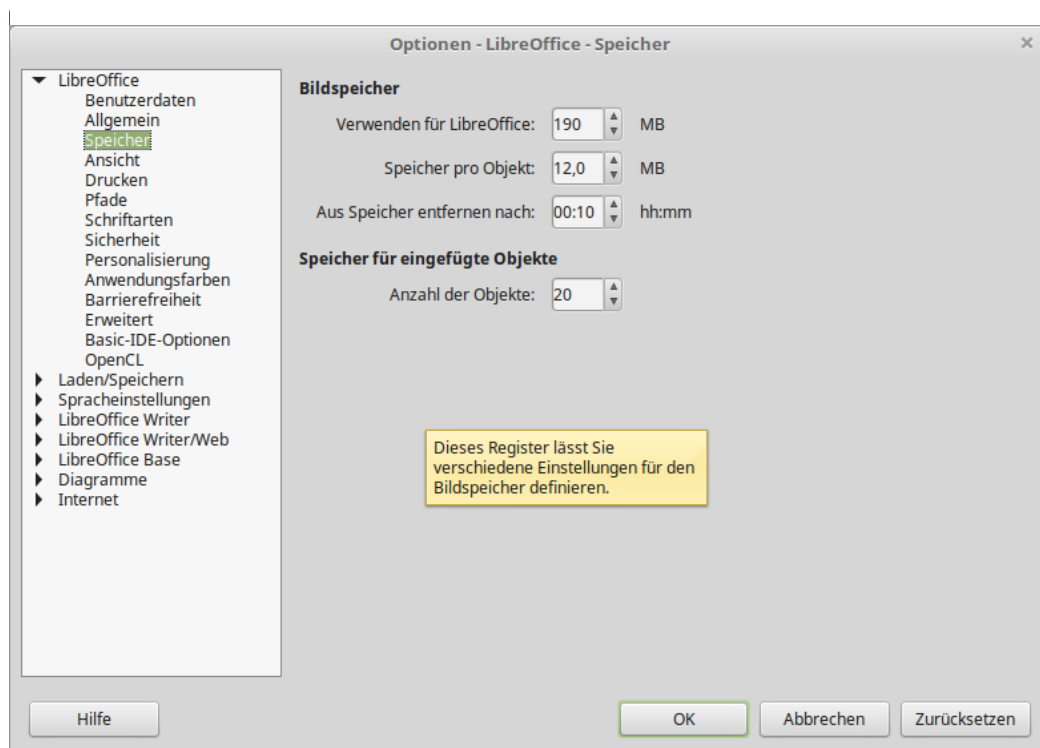 Optionen - LibreOffice - Speicher
LibreOffice
Benutzerdaten
Allgemein
Speicher
Ansicht
Drucken
Pfade
Schriftarten
Sicherheit
Personalisierung
Anwendungsfarben
Barrierefreiheit
Erweitert
Basic-IDE-Optionen
OpenCL
Laden/Speichern
Spracheinstellungen
LibreOffice Writer
LibreOffice Writer/Web
LibreOffice Base
Diagramme
Internet
Bildspeicher
Verwenden für LibreOffice: 190 MB
Speicher pro Objekt: 12,0 MB
Aus Speicher entfernen nach: 00:10 hh:mm
Speicher für eingefügte Objekte
Anzahl der Objekte: 20
Dieses Register lässt Sie
verschiedene Einstellungen für den
Bildspeicher definieren.
Hilfe OK Abbrechen Zurücksetzen